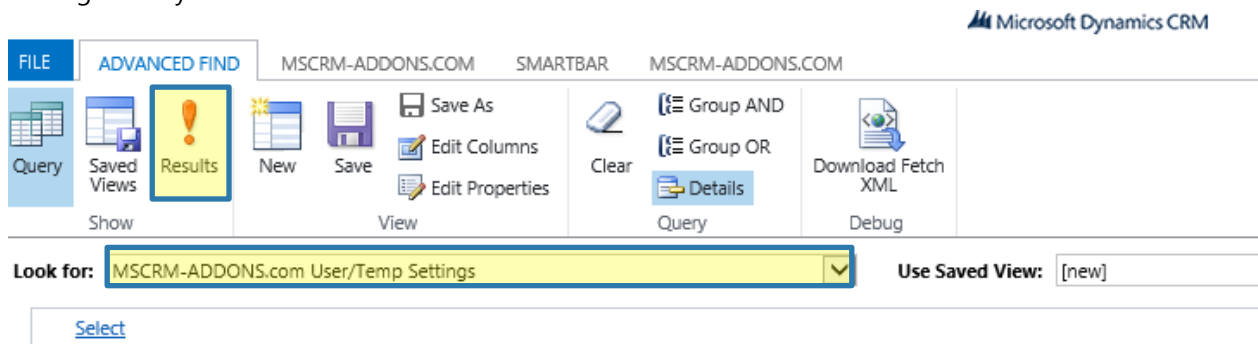 Microsoft Dynamics CRM
FILE ADVANCED FIND MSCRM-ADDONS.COM SMARTBAR MSCRM-ADDONS.COM
Query
Saved Views
Results
New
Save
Save As
Edit Columns
Edit Properties
Clear
Group AND
Group OR
Details
Download Fetch
XML
Show View Query Debug
Look for: MSCRM-ADDONS.com User/Temp Settings Use Saved View: [new]
Select